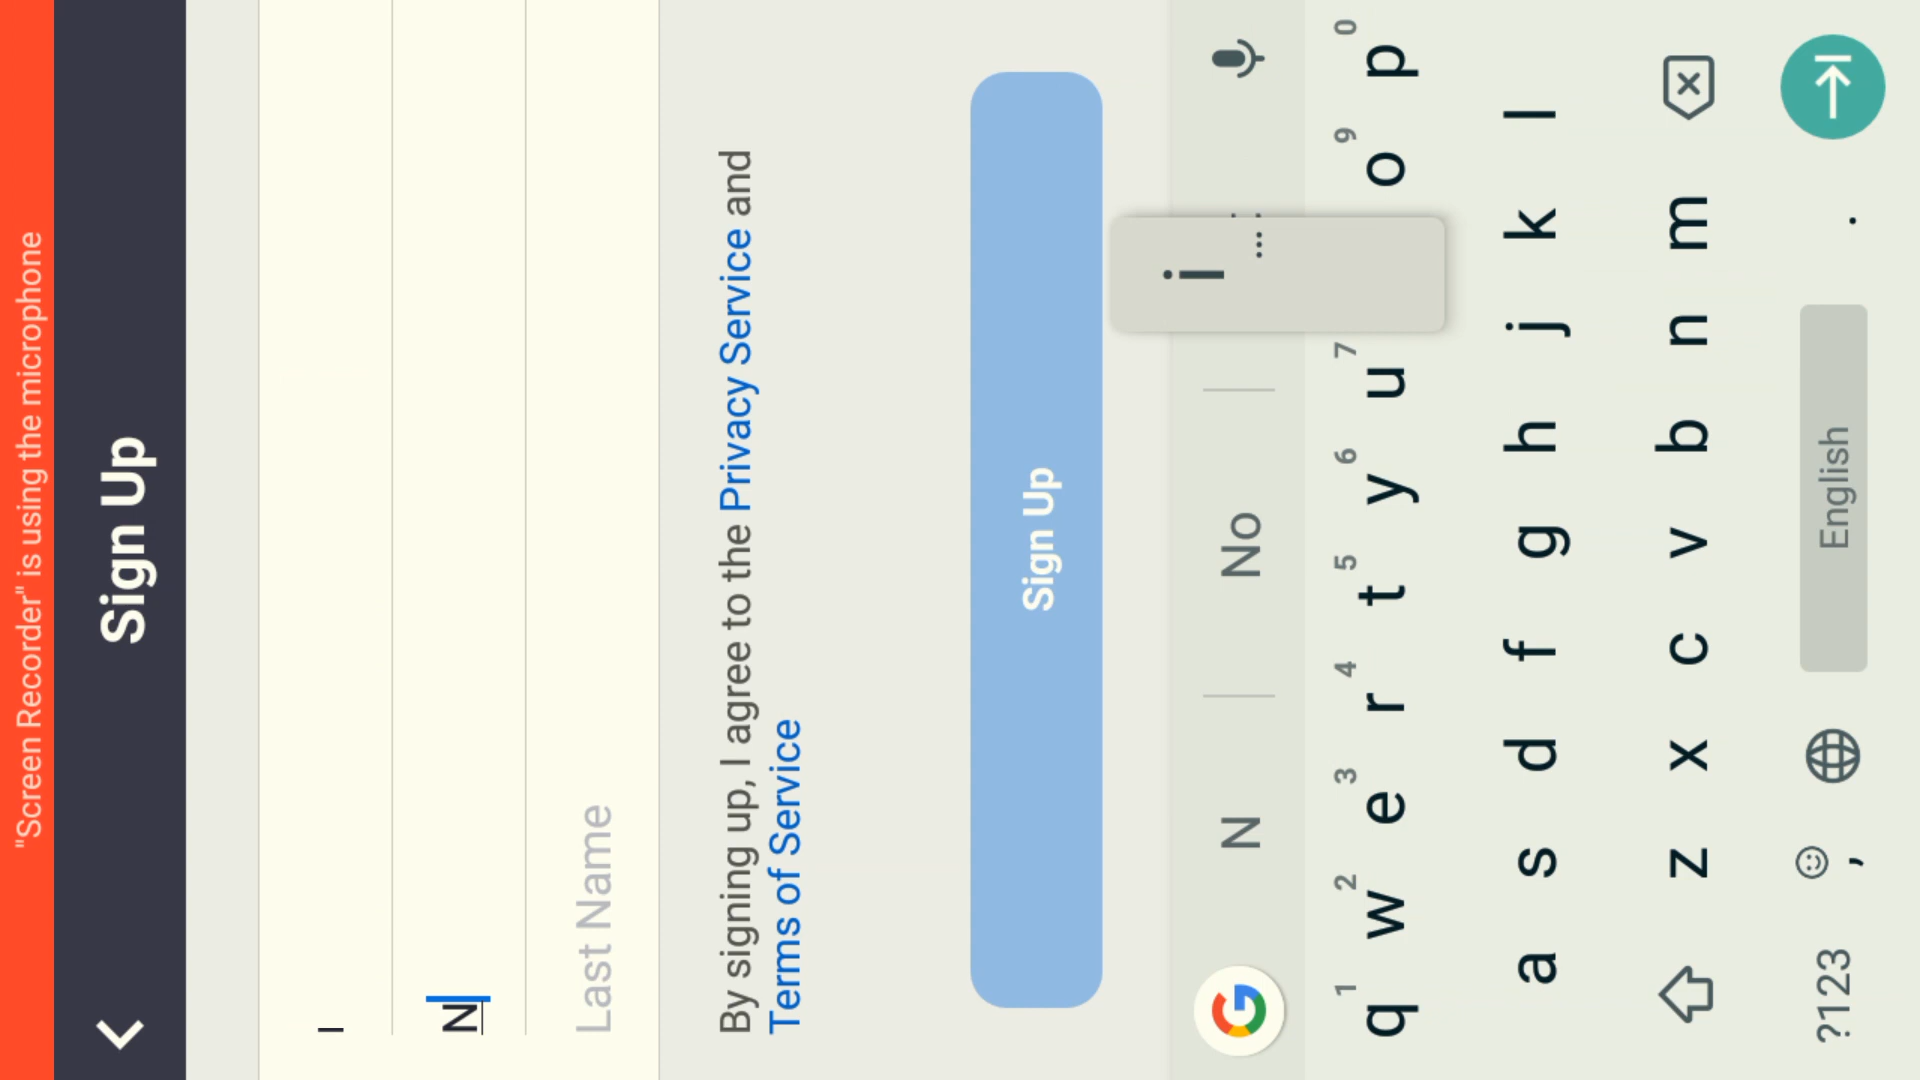 "Screen Recorder" is using the microphone
Sign Up
I
N
Last Name
By signing up, I agree to the Privacy Service and
Terms of Service
Sign Up
N No
i ...
1 2 3 4 5 6 7 9 0
q w e r t y u o p
a s d f g h j k l
z x c v b n m
?123 , English .